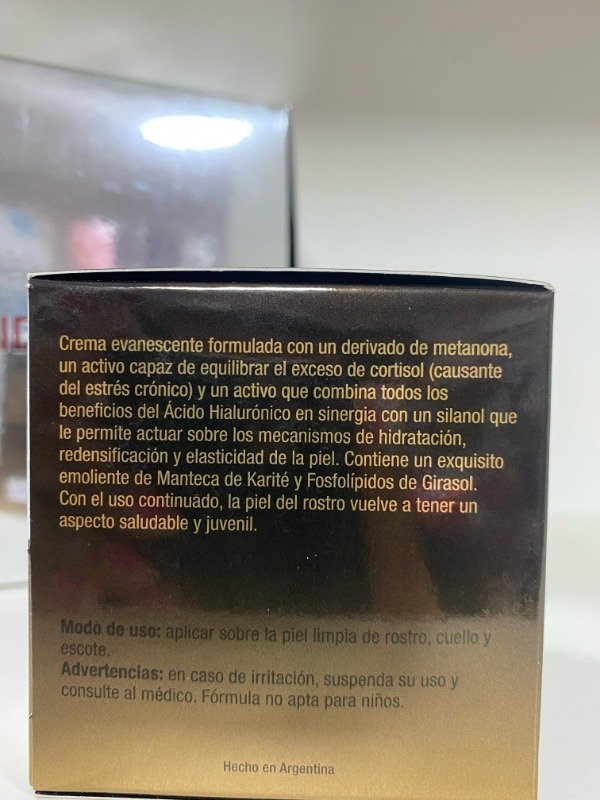 Crema evanescente formulada con un derivado de metanona,
un activo capaz de equilibrar el exceso de cortisol (causante
del estrés crónico) y un activo que combina todos los
beneficios del Ácido Hialurónico en sinergia con un silanol que
le permite actuar sobre los mecanismos de hidratación,
redensificación y elasticidad de la piel. Contiene un exquisito
emoliente de Manteca de Karité y Fosfolípidos de Girasol.
Con el uso continuado, la piel del rostro vuelve a tener un
aspecto saludable y juvenil.
Modo de uso: aplicar sobre la piel limpia de rostro, cuello y
escote.
Advertencias: en caso de irritación, suspenda su uso y
consulte al médico. Fórmula no apta para niños.
Hecho en Argentina